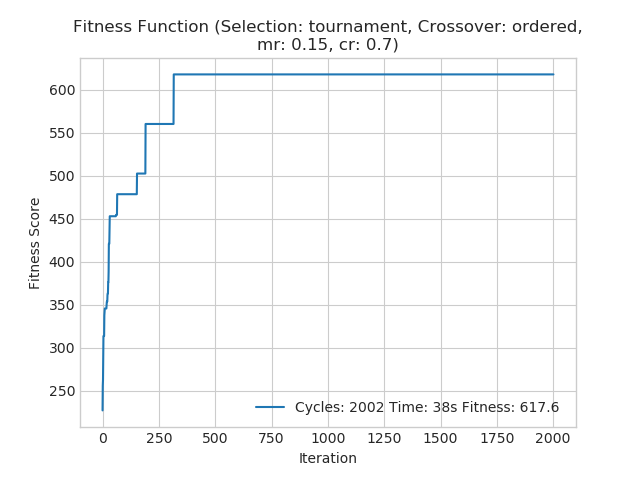 Fitness Function (Selection: tournament, Crossover: ordered,
mr: 0.15, cr: 0.7)
600
550
500
450
400
350
300
250
Fitness Score
Cycles: 2002 Time: 38s Fitness: 617.6
0 250 500 750 1000 1250 1500 1750 2000
Iteration